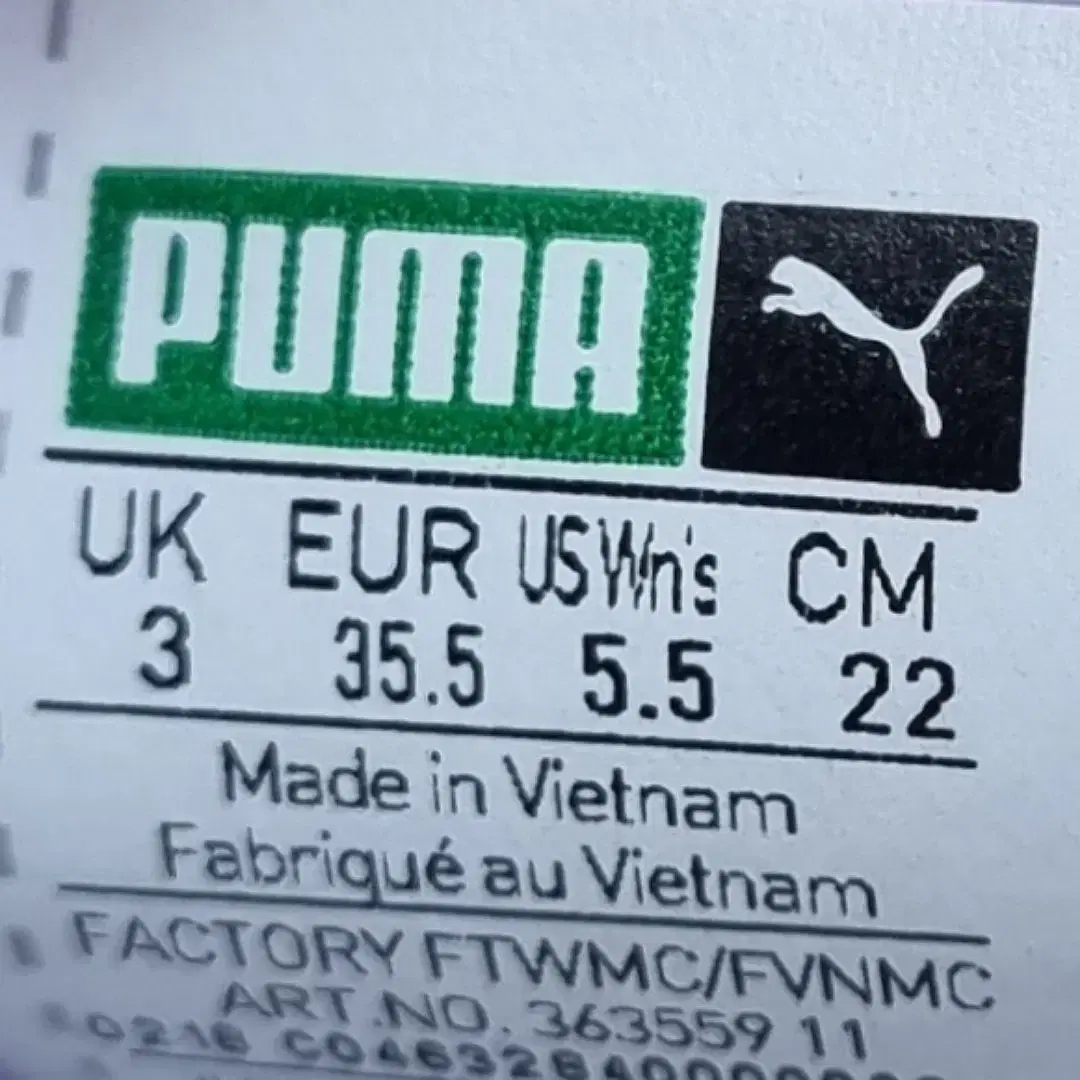 PUMA
UK EUR US Wn's CM
3 35.5 5.5 22
Made in Vietnam
Fabriqué au Vietnam
FACTORY FTWMC/FVNMC
ART.NO. 363559 11